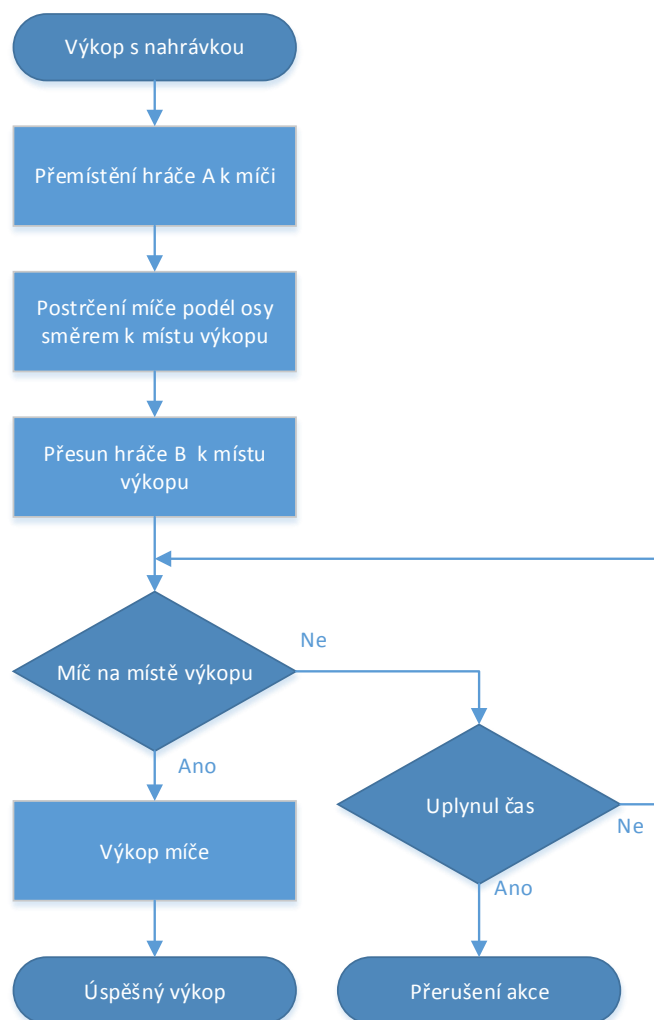 Výkop s nahrávkou
Přemístění hráče A k míči
Postrčení míče podél osy
směrem k místu výkopu
Přesun hráče B k místu
výkopu
Ne
Míč na místě výkopu
Ano
Uplynul čas
Ne
Výkop míče
Ano
Úspěšný výkop
Přerušení akce